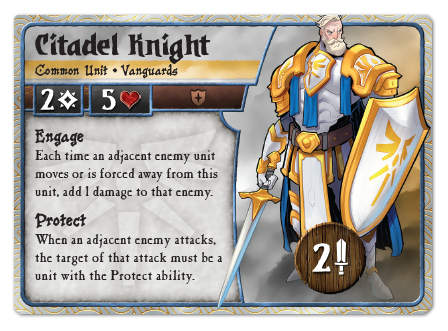 Citadel Knight
Common Unit • Vanguards
2 5
Engage
Each time an adjacent enemy unit
moves or is forced away from this
unit, add 1 damage to that enemy.
Protect
When an adjacent enemy attacks,
the target of that attack must be a
unit with the Protect ability.
2